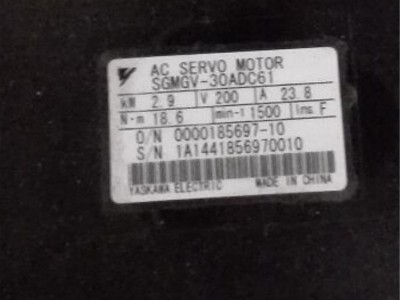 AC SERVO MOTOR
SGMGV-30ADC61
kW 2.9 V 200 A 23.8
N·m 18.6 min-1 1500 Ins. F
O/N 0000185697-10
S/N 1A1441856970010
YASKAWA ELECTRIC MADE IN CHINA